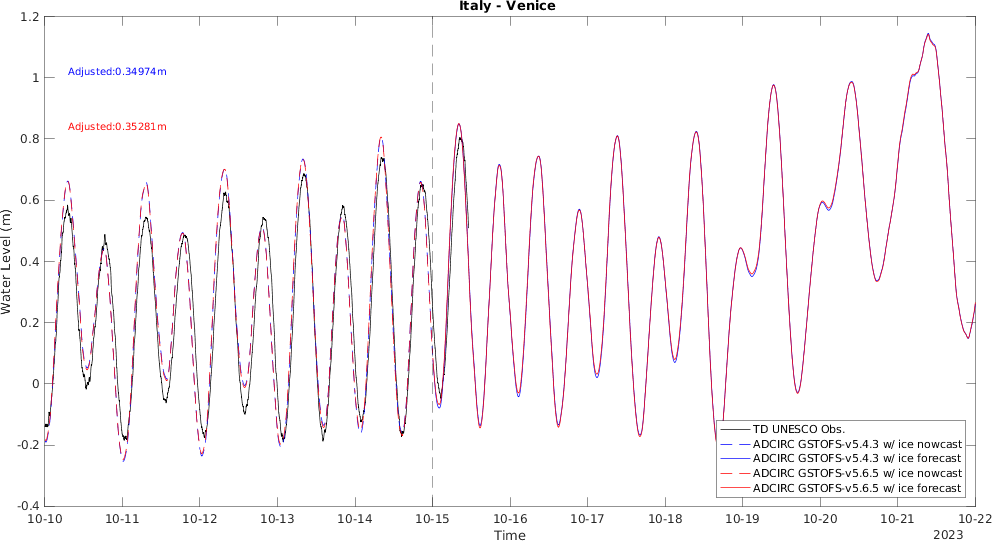 Italy - Venice
1.2
1
0.8
0.6
0.4
0.2
0
-0.2
-0.4
Water Level (m)
Adjusted:0.34974m
Adjusted:0.35281m
TD UNESCO Obs.
ADCIRC GSTOFS-v5.4.3 w/ ice nowcast
ADCIRC GSTOFS-v5.4.3 w/ ice forecast
ADCIRC GSTOFS-v5.6.5 w/ ice nowcast
ADCIRC GSTOFS-v5.6.5 w/ ice forecast
10-10 10-11 10-12 10-13 10-14 10-15 10-16 10-17 10-18 10-19 10-20 10-21 10-22
Time
2023